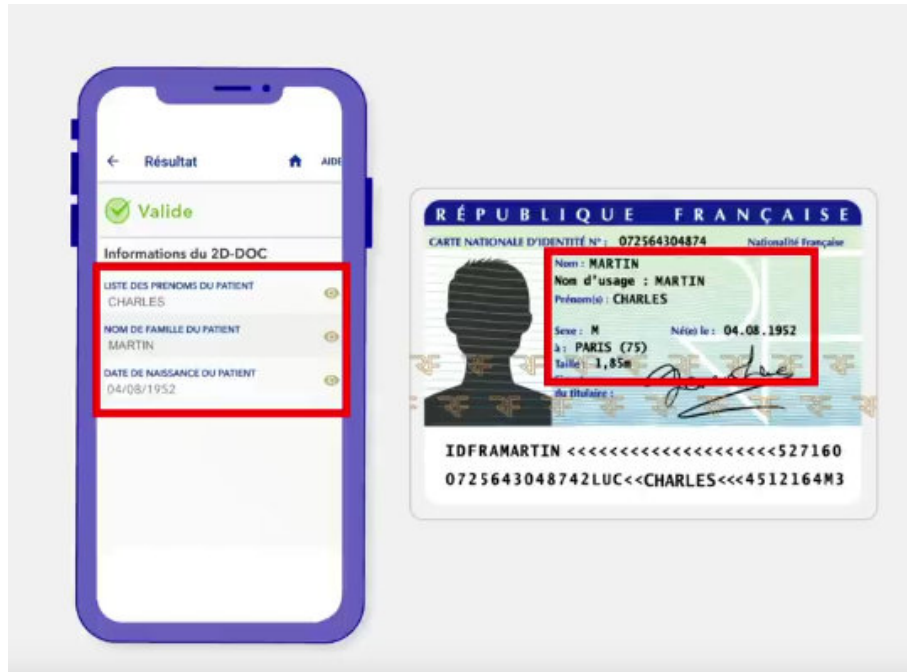 Résultat
AIDE
Valide
Informations du 2D-DOC
LISTE DES PRENOMS DU PATIENT
CHARLES
NOM DE FAMILLE DU PATIENT
MARTIN
DATE DE NAISSANCE DU PATIENT
04/08/1952
RÉPUBLIQUE FRANÇAISE
CARTE NATIONALE D'IDENTITÉ Nº : 072564304874 Nationalité Française
Nom : MARTIN
Nom d'usage : MARTIN
Prénom(s) : CHARLES
Sexe : M Né(e) le : 04.08.1952
à : PARIS (75)
Taille : 1,85m
du titulaire :
IDFRAMARTIN <<<<<<<<<<<<<<<<<<<<<527160
0725643048742LUC<<CHARLES<<<4512164M3